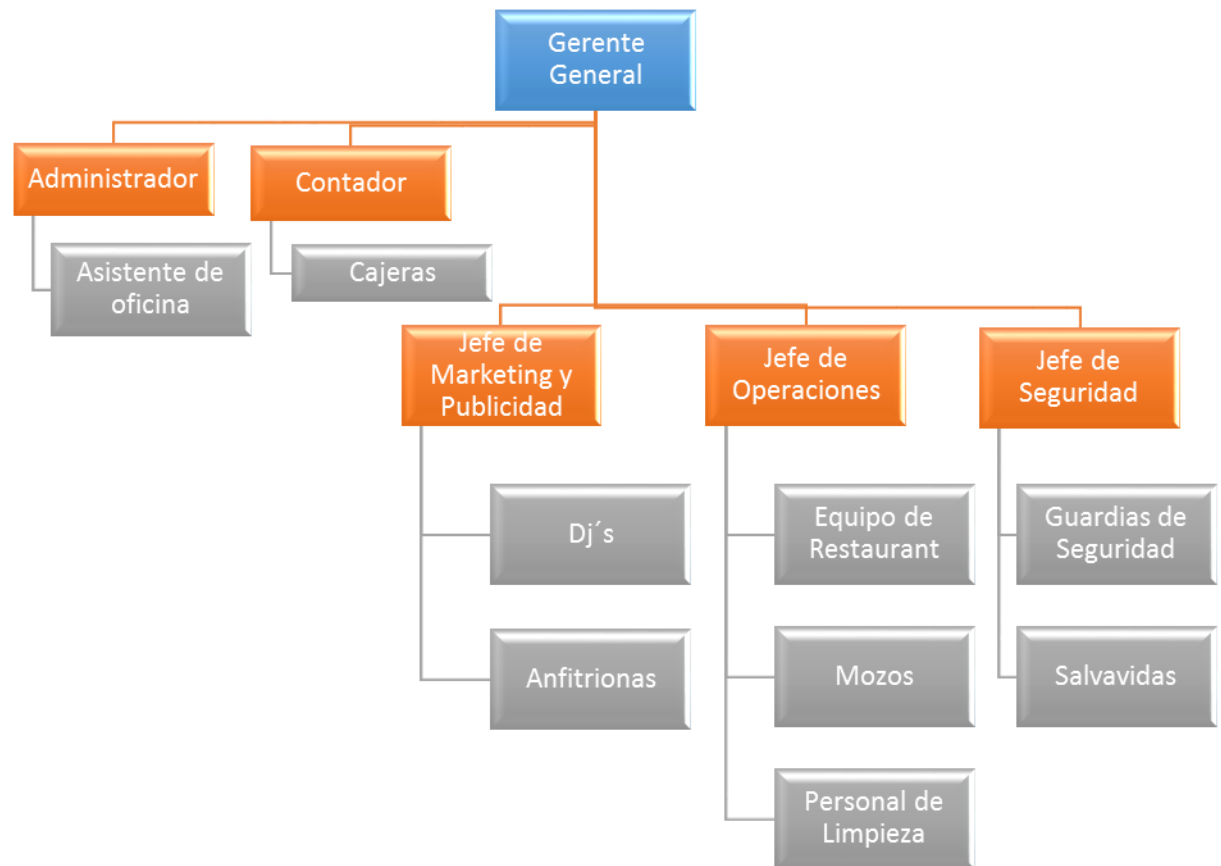 Gerente
General
Administrador
Contador
Asistente de
oficina
Cajeras
Jefe de
Marketing y
Publicidad
Jefe de
Operaciones
Jefe de
Seguridad
Dj´s
Equipo de
Restaurant
Guardias de
Seguridad
Anfitrionas
Mozos
Salvavidas
Personal de
Limpieza